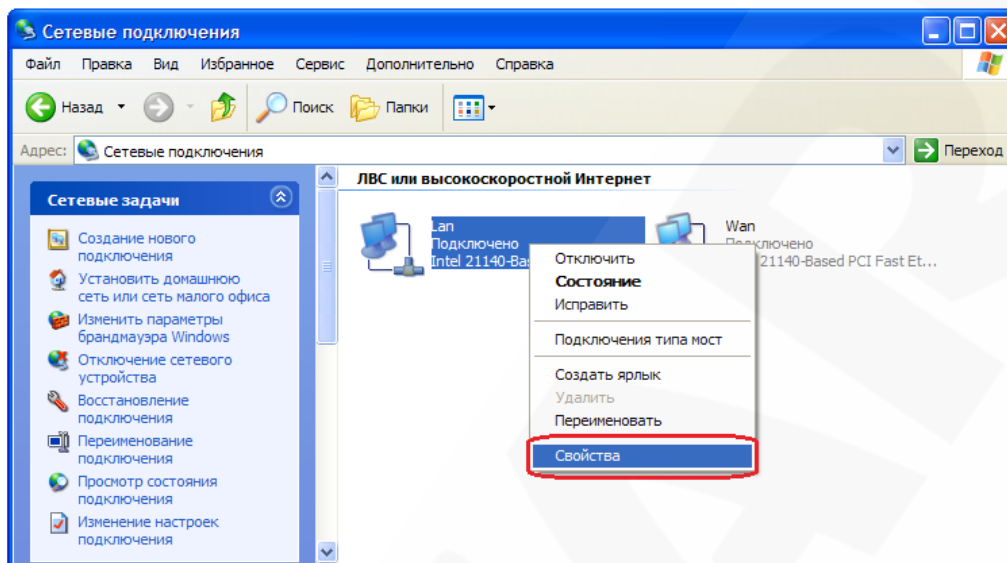 Сетевые подключения
Файл Правка Вид Избранное Сервис Дополнительно Справка
Назад Поиск Папки
Адрес: Сетевые подключения Переход
Сетевые задачи
Создание нового
подключения
Установить домашнюю
сеть или сеть малого офиса
Изменить параметры
брандмауэра Windows
Отключение сетевого
устройства
Восстановление
подключения
Переименование
подключения
Просмотр состояния
подключения
Изменение настроек
подключения
ЛВС или высокоскоростной Интернет
Lan
Подключено
Intel 21140-Bas
Wan
Подключено
21140-Based PCI Fast Et...
Отключить
Состояние
Исправить
Подключения типа мост
Создать ярлык
Удалить
Переименовать
Свойства